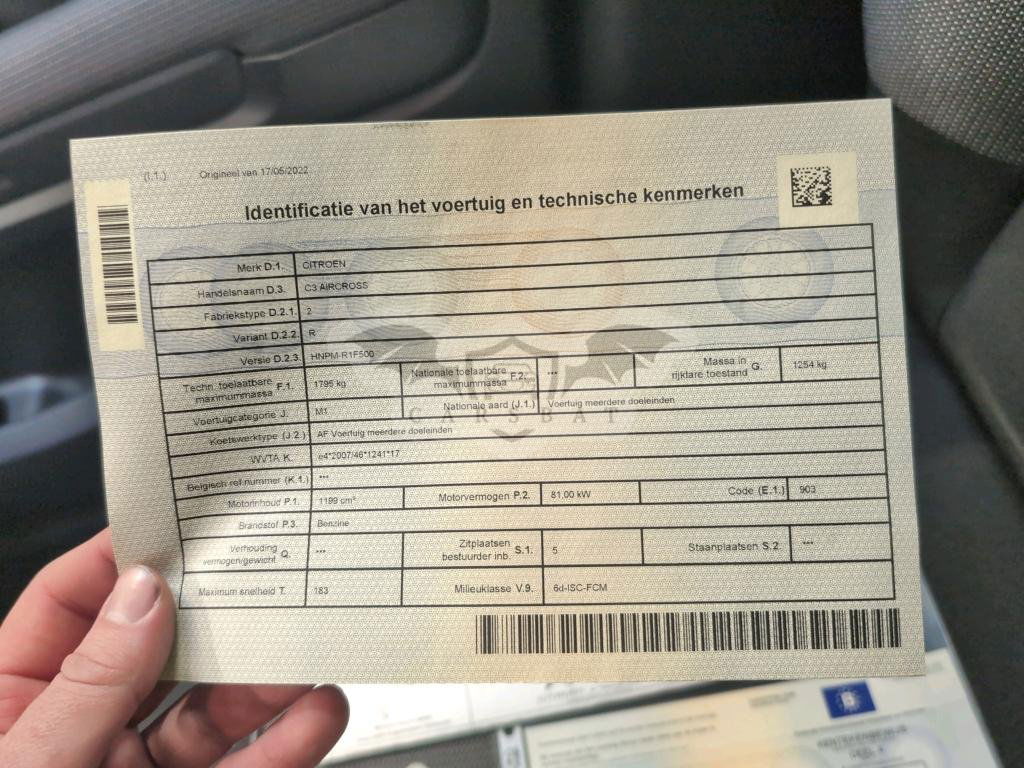 (I.1.) Origineel van 17/05/2022
Identificatie van het voertuig en technische kenmerken
Merk D.1. CITROEN
Handelsnaam D.3. C3 AIRCROSS
Fabriekstype D.2.1. 2
Variant D.2.2. R
Versie D.2.3. HNPM-R1F500
Techn. toelaatbare maximummassa F.1. 1795 kg Nationale toelaatbare maximummassa F.2. --- Massa in rijklare toestand G. 1254 kg
Voertuigcategorie J. M1 Nationale aard (J.1.) Voertuig meerdere doeleinden
Koetswerktype (J.2.) AF Voertuig meerdere doeleinden
WVTA K. e4*2007/46*1241*17
Belgisch ref.nummer (K.1.) ---
Motorinhoud P.1. 1199 cm³ Motorvermogen P.2. 81.00 kW Code (E.1.) 903
Brandstof P.3. Benzine
Verhouding vermogen/gewicht Q. --- Zitplaatsen bestuurder inb. S.1. 5 Staanplaatsen S.2. ---
Maximum snelheid T. 183 Milieuklasse V.9. 6d-ISC-FCM
CARSBAT